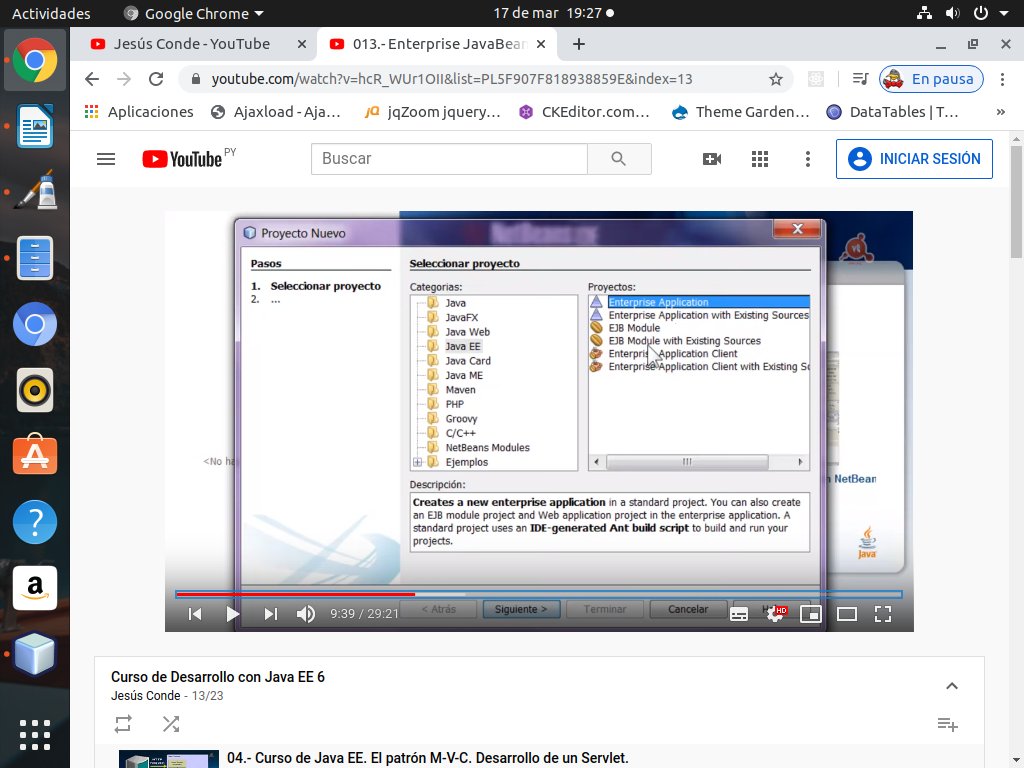 Actividades
Google Chrome
17 de mar 19:27
Jesús Conde - YouTube
013.- Enterprise JavaBean
youtube.com/watch?v=hcR_WUr1OII&list=PL5F907F818938859E&index=13
En pausa
Aplicaciones
Ajaxload - Aja...
jQ
jqZoom jquery...
CKEditor.com...
Theme Garden...
DataTables | T...
»
YouTube PY
Buscar
INICIAR SESIÓN
Proyecto Nuevo
Pasos
1. Seleccionar proyecto
2. ...
Seleccionar proyecto
Categorías:
Java
JavaFX
Java Web
Java EE
Java Card
Java ME
Maven
PHP
Groovy
C/C++
NetBeans Modules
Ejemplos
Proyectos:
Enterprise Application
Enterprise Application with Existing Sources
EJB Module
EJB Module with Existing Sources
Enterprise Application Client
Enterprise Application Client with Existing So
<No ha
NetBean
Descripción:
Creates a new enterprise application in a standard project. You can also create
an EJB module project and Web application project in the enterprise application. A
standard project uses an IDE-generated Ant build script to build and run your
projects.
Java
9:39 / 29:21
< Atrás
Siguiente >
Terminar
Cancelar
HD
Curso de Desarrollo con Java EE 6
Jesús Conde - 13/23
04.- Curso de Java EE. El patrón M-V-C. Desarrollo de un Servlet.